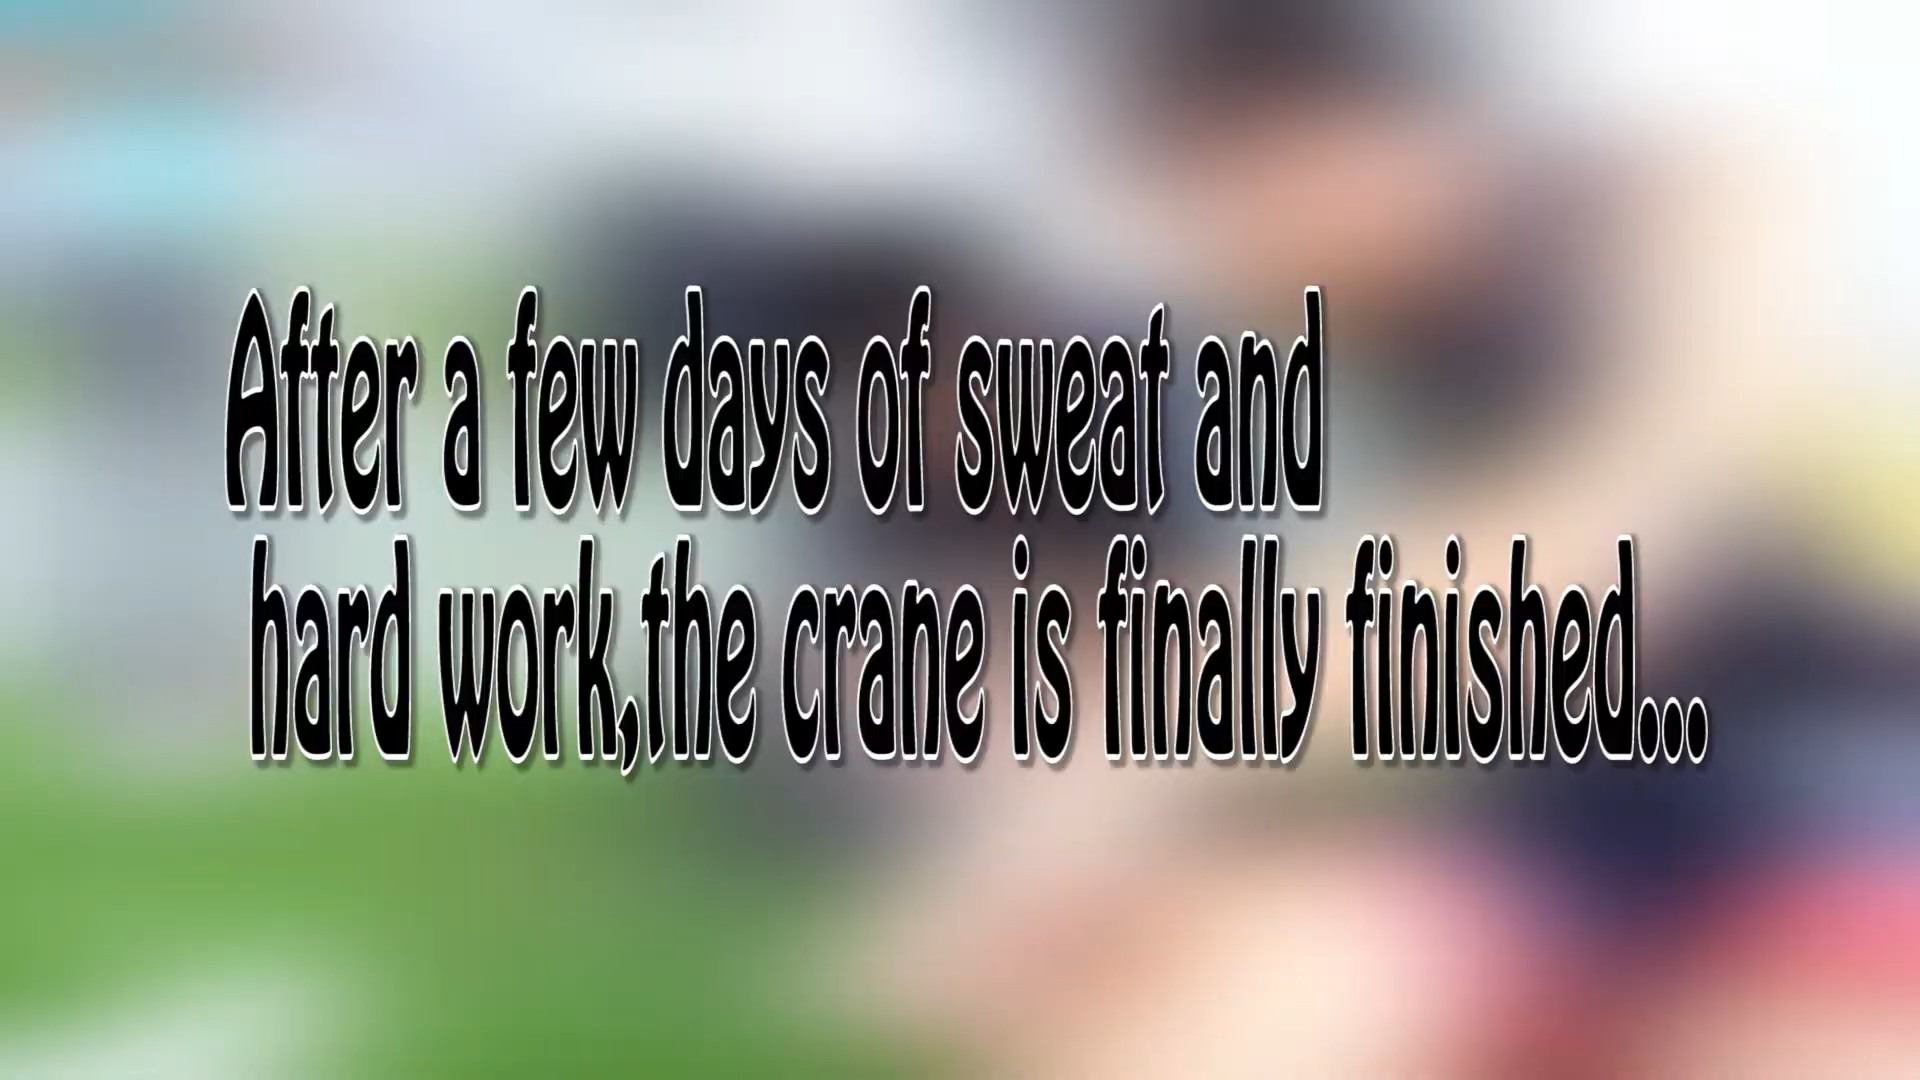 After a few days of sweat and
hard work,the crane is finally finished...